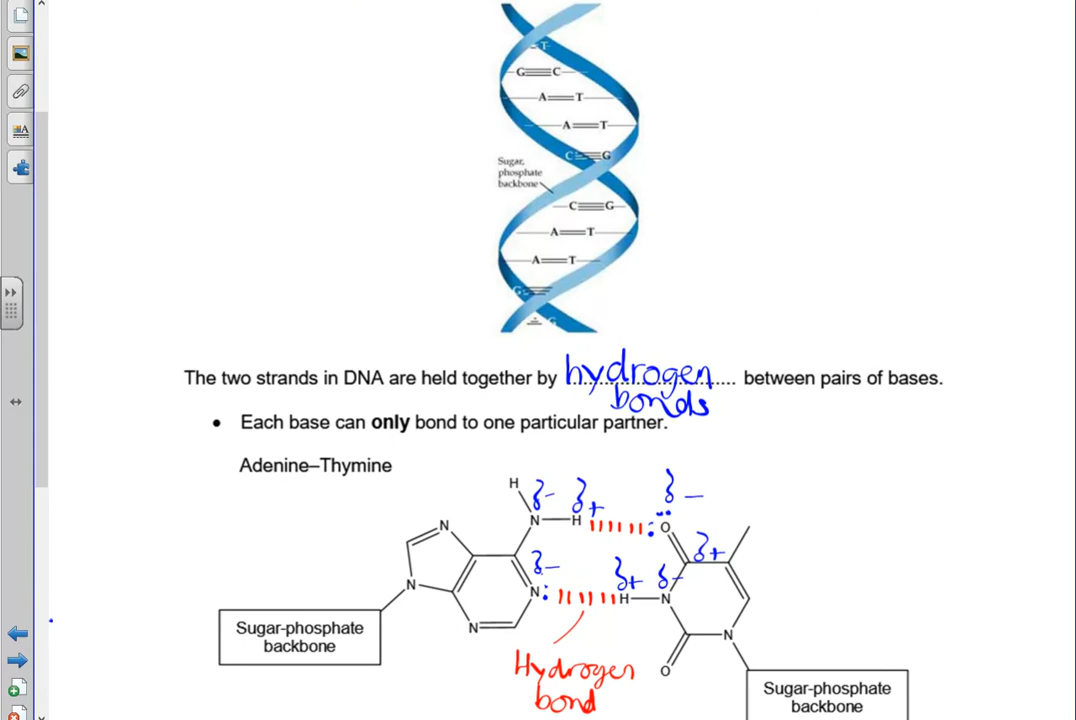 T
G C
A T
A T
C G
Sugar,
phosphate
backbone
C G
A T
A T
G
G
The two strands in DNA are held together by hydrogen bonds between pairs of bases.
• Each base can only bond to one particular partner.
Adenine–Thymine
H δ- δ+ δ-
N H O
N δ- δ+ δ- δ+
N N H N
N N
Sugar-phosphate
backbone
Hydrogen
bond
O
Sugar-phosphate
backbone